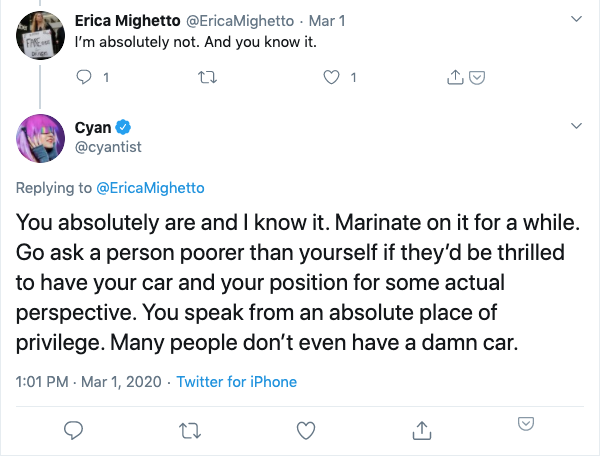 Erica Mighetto @EricaMighetto · Mar 1
I'm absolutely not. And you know it.
1 1
Cyan
@cyantist
Replying to @EricaMighetto
You absolutely are and I know it. Marinate on it for a while.
Go ask a person poorer than yourself if they'd be thrilled
to have your car and your position for some actual
perspective. You speak from an absolute place of
privilege. Many people don't even have a damn car.
1:01 PM · Mar 1, 2020 · Twitter for iPhone